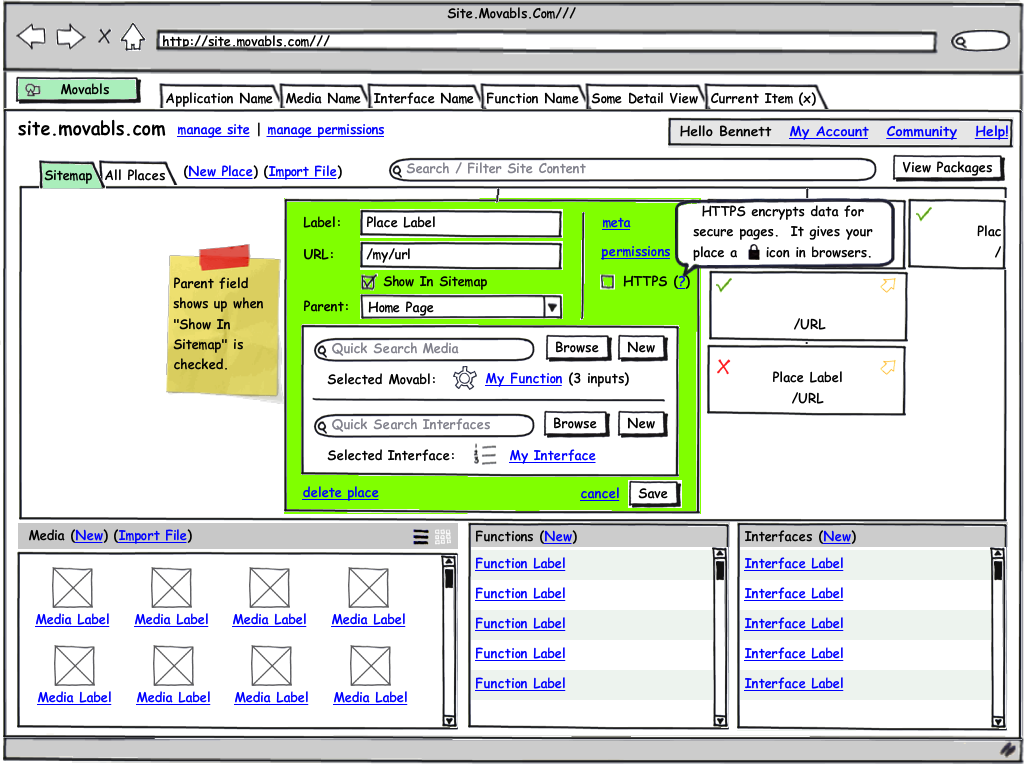 Site.Movabls.Com///
http://site.movabls.com///
Movabls
Application Name
Media Name
Interface Name
Function Name
Some Detail View
Current Item (x)
site.movabls.com manage site | manage permissions
Hello Bennett My Account Community Help!
Sitemap
All Places
(New Place) (Import File)
Search / Filter Site Content
View Packages
Parent field
shows up when
"Show In
Sitemap" is
checked.
Label: Place Label
URL: /my/url
Show In Sitemap
Parent: Home Page
meta
permissions
HTTPS (?)
HTTPS encrypts data for
secure pages. It gives your
place a icon in browsers.
Quick Search Media
Browse
New
Selected Movabl: My Function (3 inputs)
Quick Search Interfaces
Browse
New
Selected Interface: 1 2 3 My Interface
delete place
cancel
Save
Plac
/
/URL
Place Label
/URL
Media (New) (Import File)
Media Label Media Label Media Label Media Label
Media Label Media Label Media Label Media Label
Functions (New)
Function Label
Function Label
Function Label
Function Label
Function Label
Interfaces (New)
Interface Label
Interface Label
Interface Label
Interface Label
Interface Label